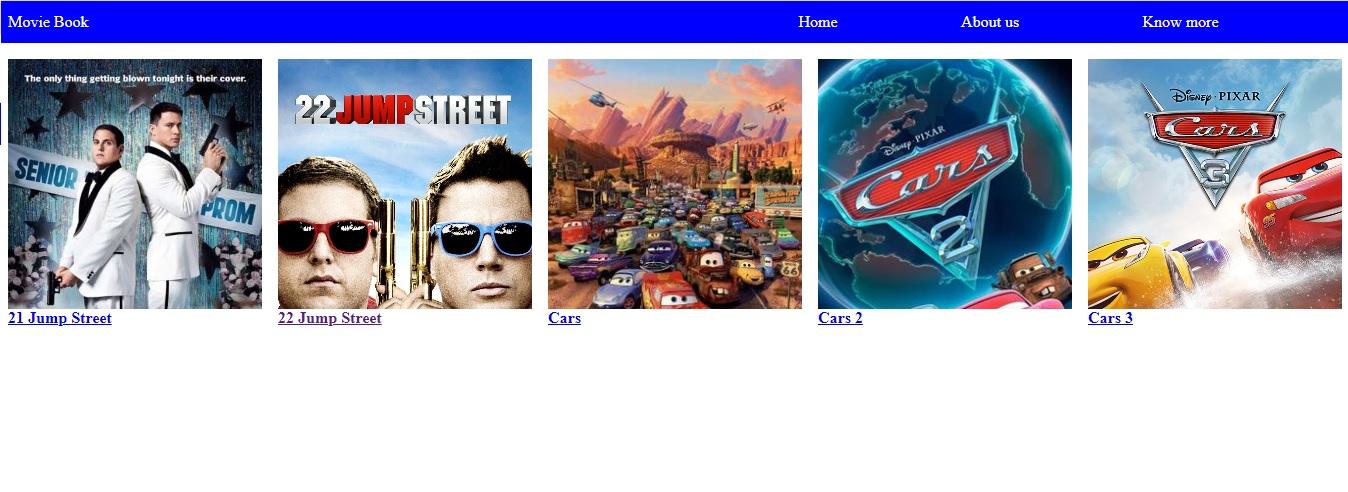 Movie Book Home About us Know more
The only thing getting blown tonight is their cover.
SENIOR
PROM
22 JUMP STREET
Disney · PIXAR
Cars
2
Disney · PIXAR
Cars
3
66
21 Jump Street 22 Jump Street Cars Cars 2 Cars 3